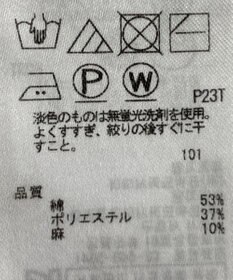 P W
P23T
淡色のものは無蛍光洗剤を使用。
よくすすぎ、絞りの後すぐに干
すこと。
101
品質
綿 53%
ポリエステル 37%
麻 10%